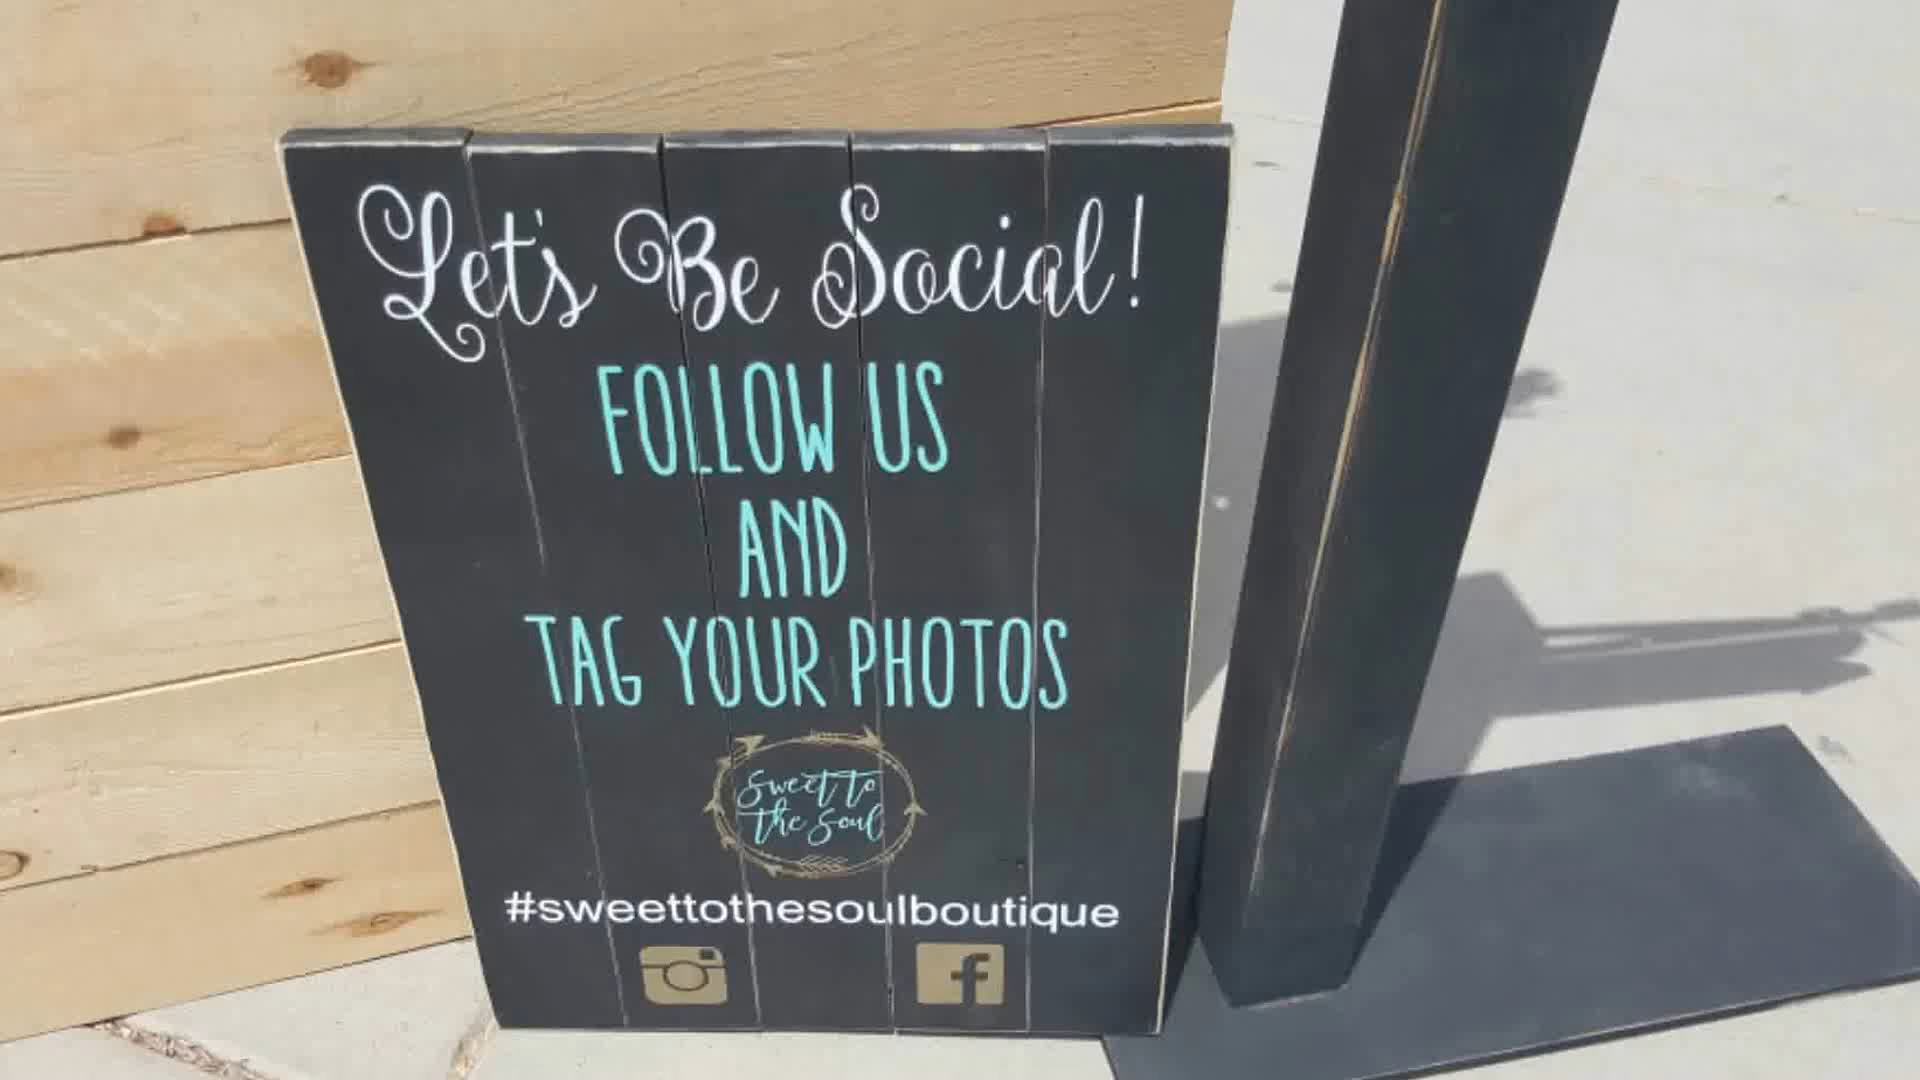 Let's Be Social!
FOLLOW US
AND
TAG YOUR PHOTOS
Sweet to
the Soul
#sweettothesoulboutique
f